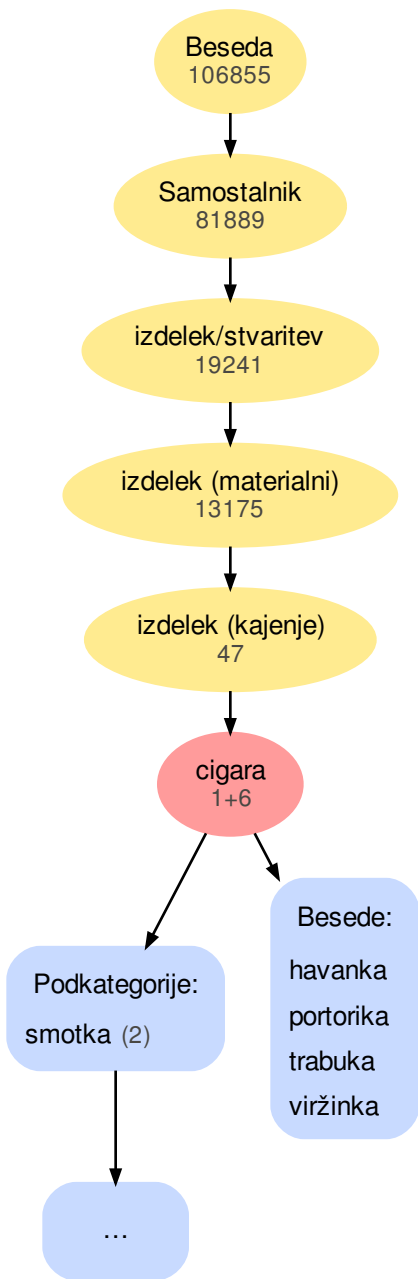 Beseda
106855
Samostalnik
81889
izdelek/stvaritev
19241
izdelek (materialni)
13175
izdelek (kajenje)
47
cigara
1+6
Podkategorije:
smotka (2)
...
Besede:
havanka
portorika
trabuka
viržinka